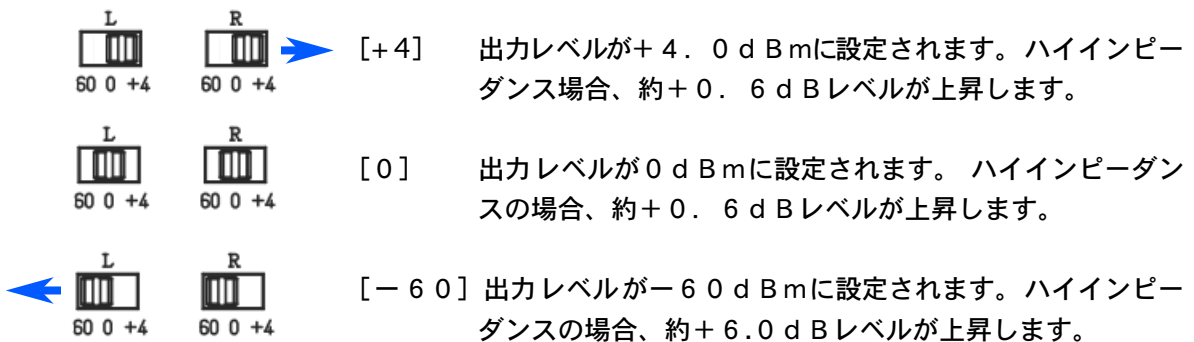 L R
60 0 +4 60 0 +4
[+4] 出力レベルが+4．0dBmに設定されます。ハイインピー
ダンス場合、約+0．6dBレベルが上昇します。
L R
60 0 +4 60 0 +4
[0] 出力レベルが0dBmに設定されます。 ハイインピーダン
スの場合、約+0．6dBレベルが上昇します。
L R
60 0 +4 60 0 +4
[ー60] 出力レベルがー60dBmに設定されます。ハイインピー
ダンスの場合、約+6.0dBレベルが上昇します。